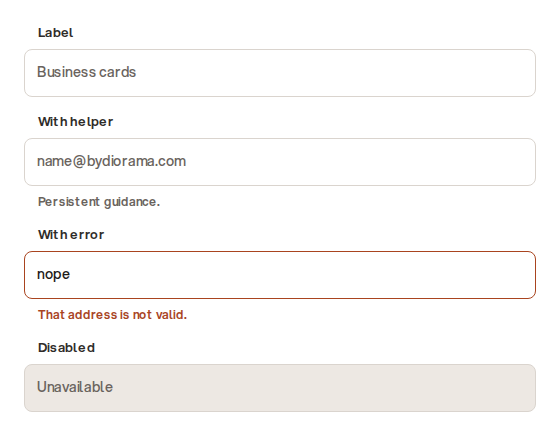 Label
Business cards
With helper
name@bydiorama.com
Persistent guidance.
With error
nope
That address is not valid.
Disabled
Unavailable